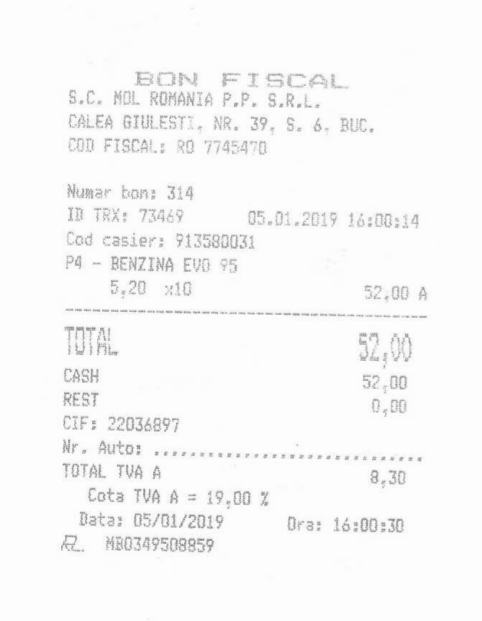 BON FISCAL
S.C. MOL ROMANIA P.P. S.R.L.
CALEA GIULESTI, NR. 39, S. 6, BUC.
COD FISCAL: RO 7745470
Numar bon: 314
ID TRX: 73469 05.01.2019 16:00:14
Cod casier: 913580031
P4 - BENZINA EVO 95
5,20 x10 52,00 A
TOTAL 52,00
CASH 52,00
REST 0,00
CIF: 22036897
Nr. Auto: ..............................
TOTAL TVA A 8,30
Cota TVA A = 19,00 %
Data: 05/01/2019 Ora: 16:00:30
MB0349508859